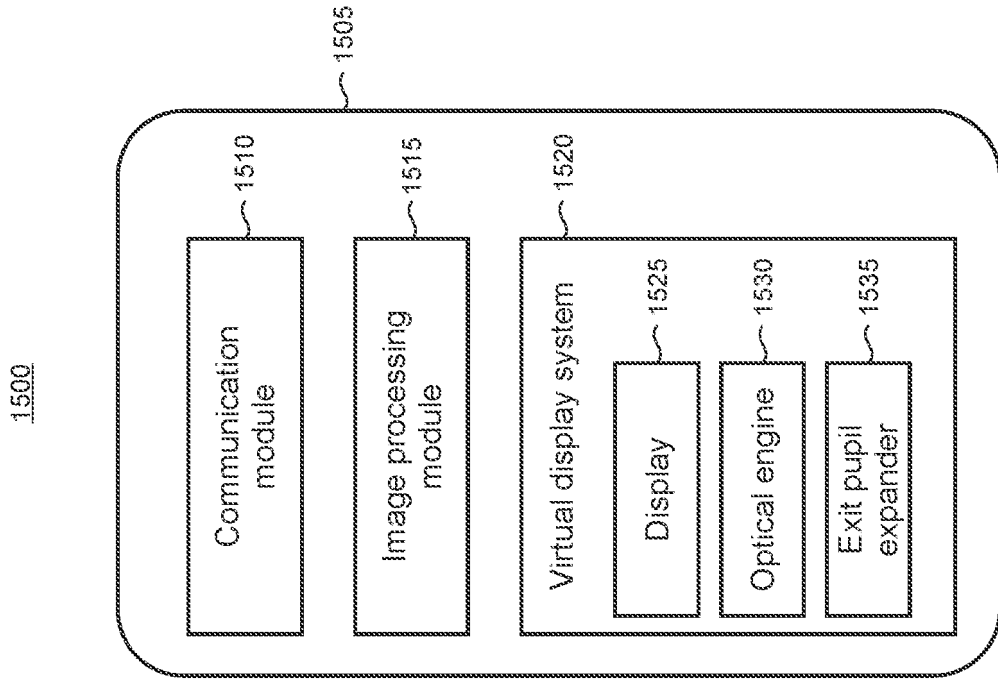 1500
1505
Communication
module
1510
Image processing
module
1515
Virtual display system
1520
Display
1525
Optical engine
1530
Exit pupil
expander
1535